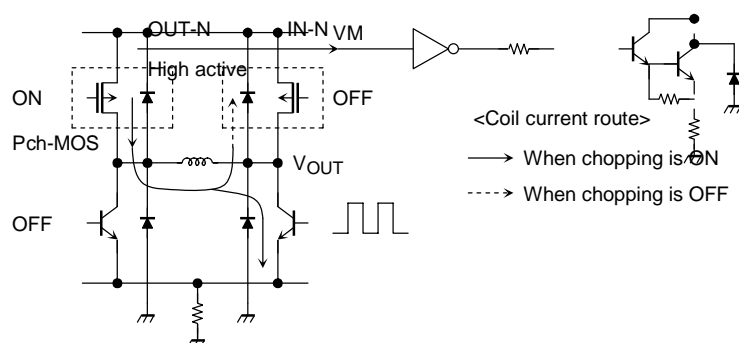 OUT-N
IN-N
VM
High active
ON
OFF
Pch-MOS
<Coil current route>
VOUT
When chopping is ON
When chopping is OFF
OFF